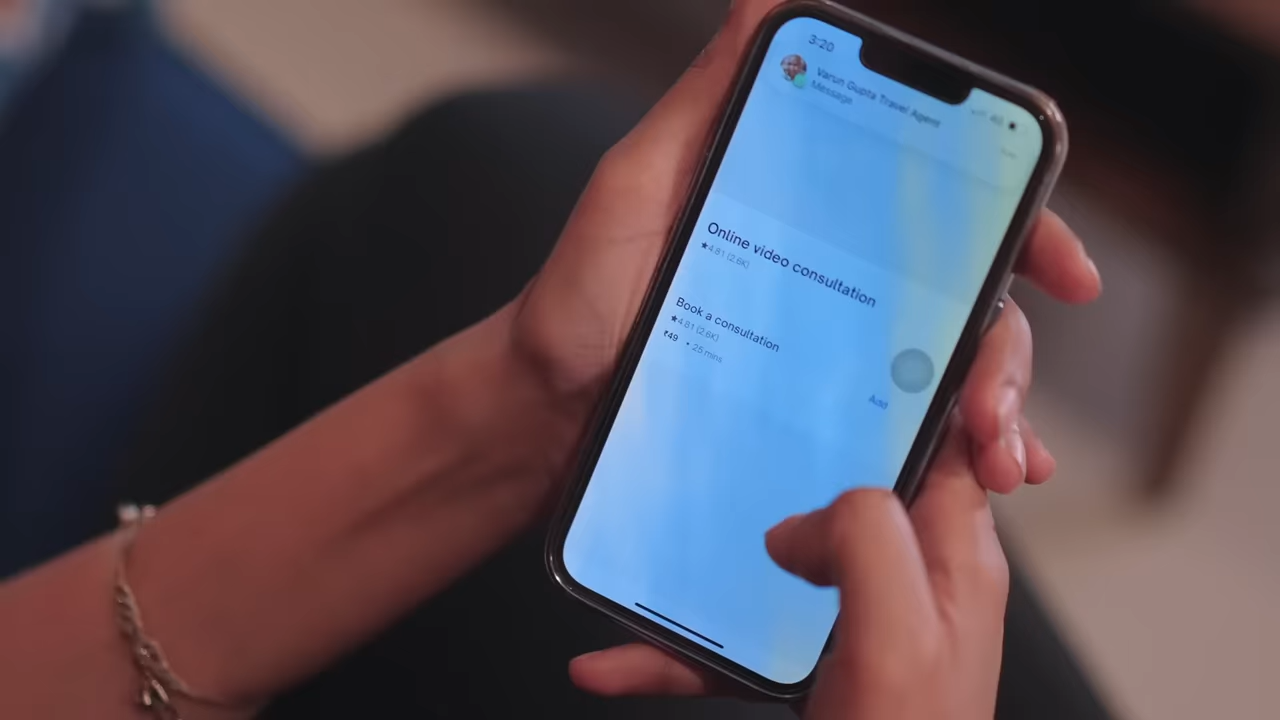 3:20
4G
Varun Gupta Travel Agent
Message
Online video consultation
★4.81 (2.6K)
Book a consultation
★4.81 (2.6K)
₹49 • 25 mins
Add